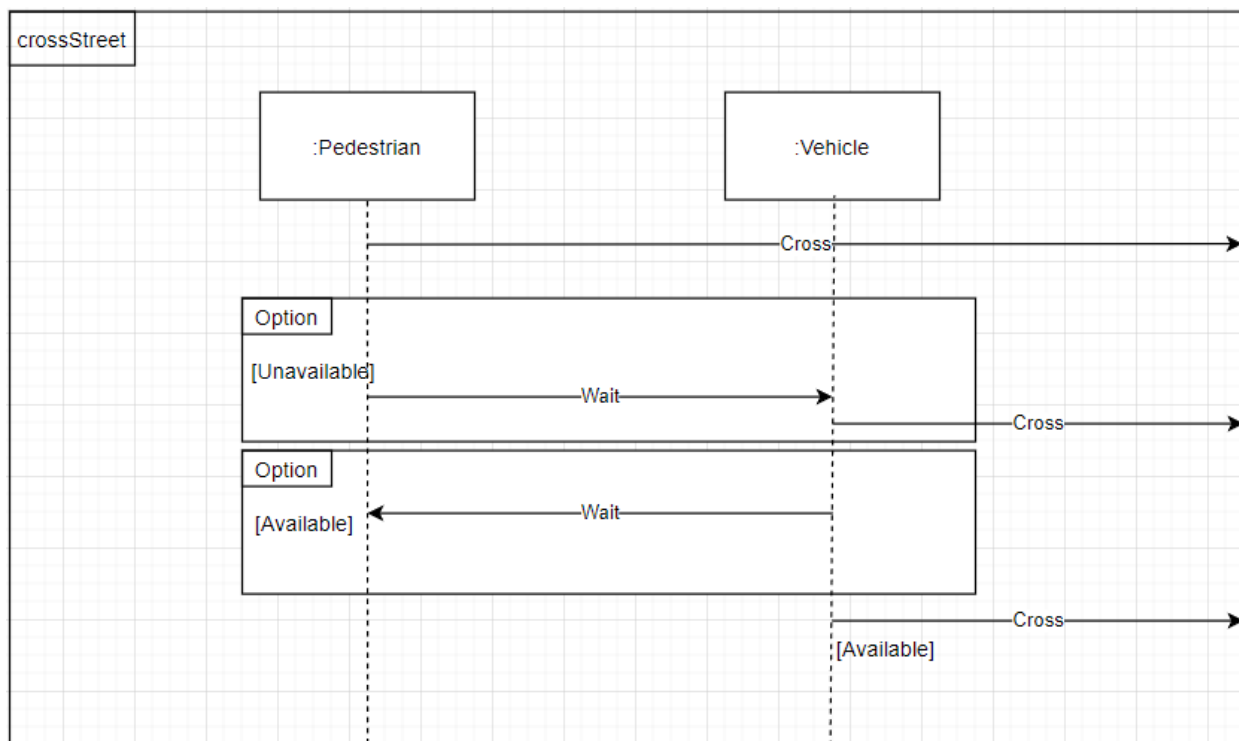 crossStreet
:Pedestrian
:Vehicle
Cross
Option
[Unavailable]
Wait
Cross
Option
Wait
[Available]
Cross
[Available]